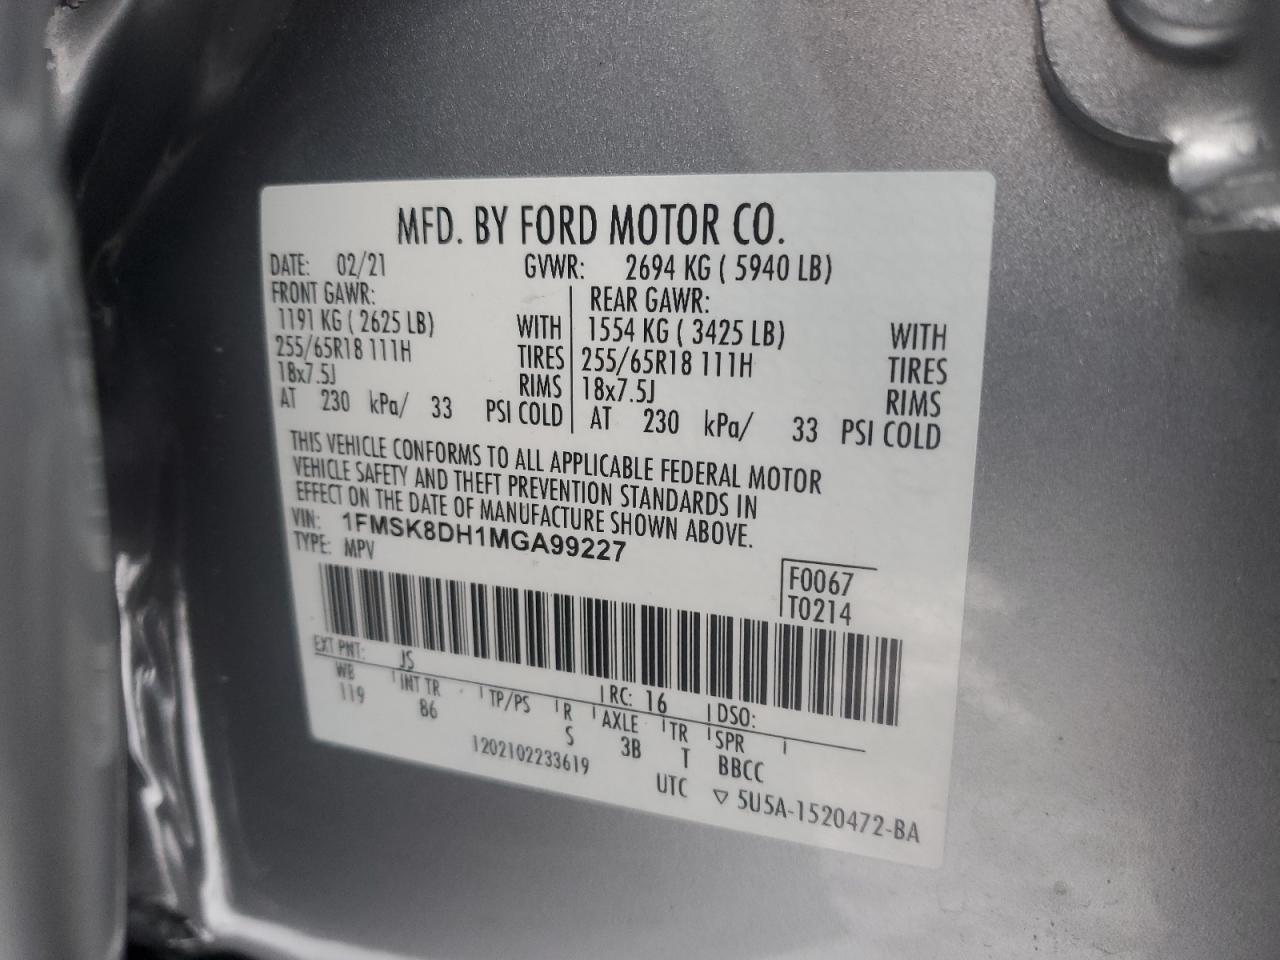 MFD. BY FORD MOTOR CO.
DATE: 02/21 GVWR: 2694 KG ( 5940 LB)
FRONT GAWR: REAR GAWR:
1191 KG ( 2625 LB) WITH 1554 KG ( 3425 LB) WITH
255/65R18 111H TIRES 255/65R18 111H TIRES
18x7.5J RIMS 18x7.5J RIMS
AT 230 kPa/ 33 PSI COLD AT 230 kPa/ 33 PSI COLD
THIS VEHICLE CONFORMS TO ALL APPLICABLE FEDERAL MOTOR
VEHICLE SAFETY AND THEFT PREVENTION STANDARDS IN
EFFECT ON THE DATE OF MANUFACTURE SHOWN ABOVE.
VIN: 1FMSK8DH1MGA99227
TYPE: MPV
F0067
T0214
EXT PNT: JS RC: 16 DSO:
WB INT TR TP/PS R AXLE TR SPR
119 86 S 3B T BBCC
1202102233619 UTC ▽ 5U5A-1520472-BA